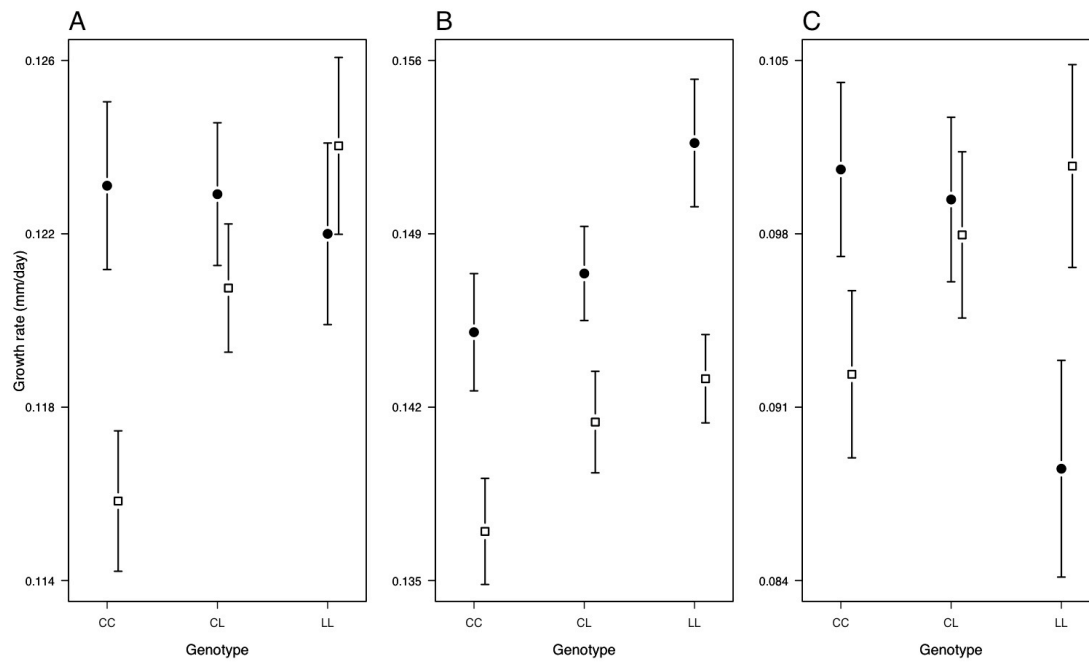 A
B
C
Growth rate (mm/day)
0.126
0.122
0.118
0.114
CC
CL
LL
Genotype
0.156
0.149
0.142
0.135
CC
CL
LL
Genotype
0.105
0.098
0.091
0.084
CC
CL
LL
Genotype